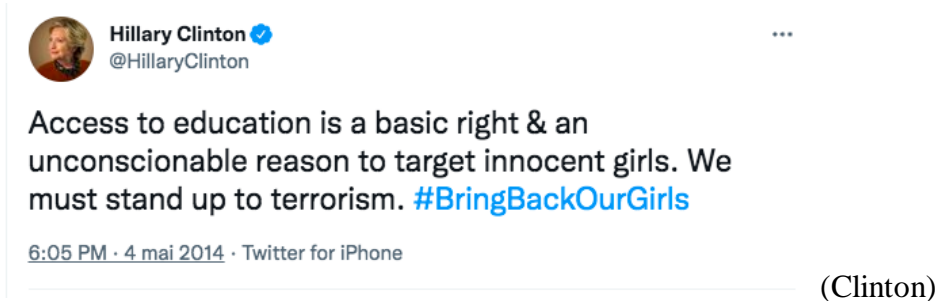 Hillary Clinton
@HillaryClinton
...
Access to education is a basic right & an
unconscionable reason to target innocent girls. We
must stand up to terrorism. #BringBackOurGirls
6:05 PM · 4 mai 2014 · Twitter for iPhone
(Clinton)